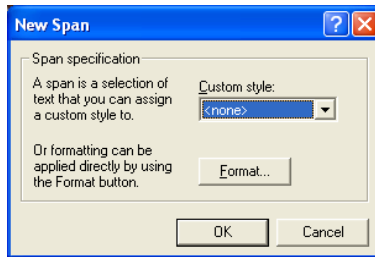 New Span
Span specification
A span is a selection of
text that you can assign
a custom style to.
Custom style:
<none>
Or formatting can be
applied directly by using
the Format button.
Format...
OK
Cancel